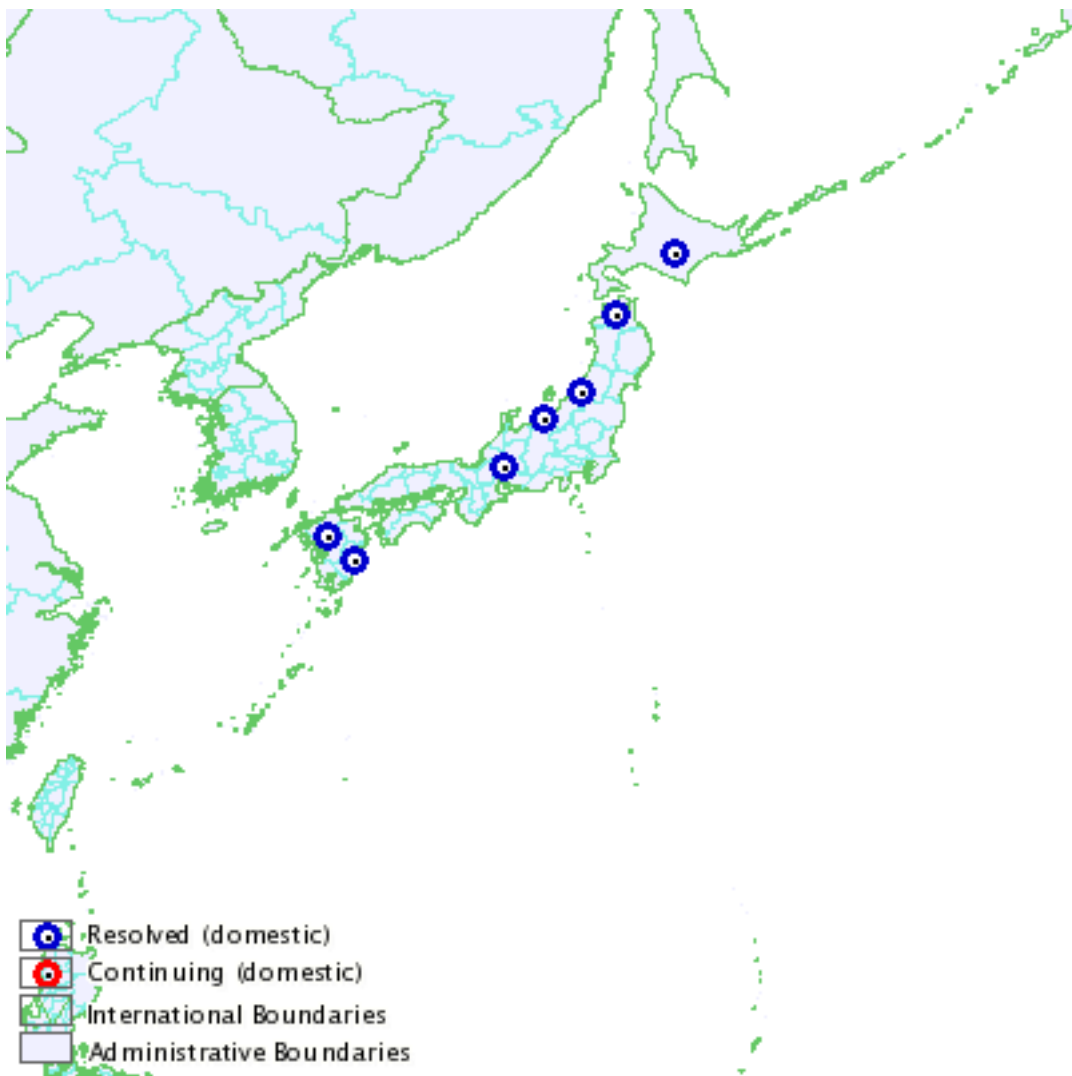 Resolved (domestic)
Continuing (domestic)
International Boundaries
Administrative Boundaries